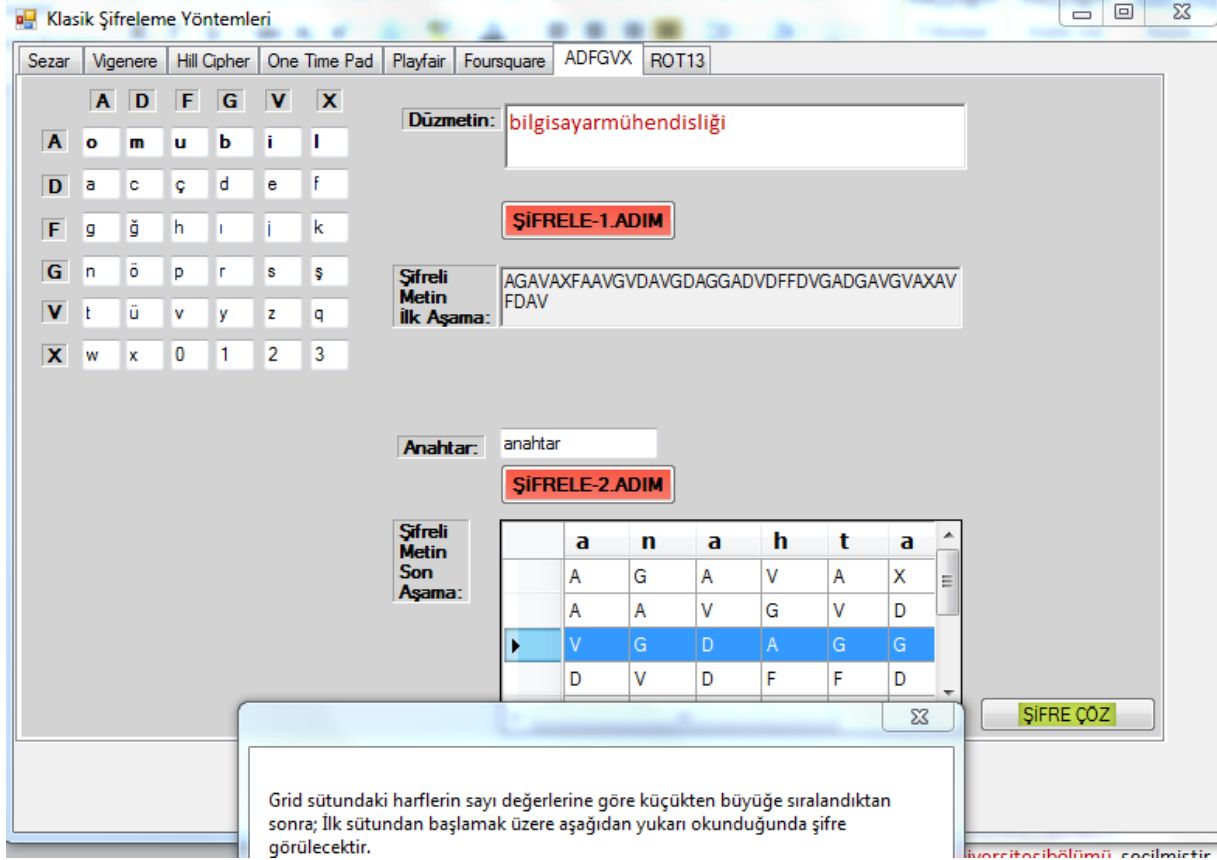 Klasik Şifreleme Yöntemleri
Sezar Vigenere Hill Cipher One Time Pad Playfair Foursquare ADFGVX ROT13
A D F G V X
A o m u b i l
D a c ç d e f
F g ğ h ı j k
G n ö p r s ş
V t ü v y z q
X w x 0 1 2 3
Düzmetin: bilgisayarmühendisliği
ŞİFRELE-1.ADIM
Şifreli
Metin
İlk Aşama:
AGAVAXFAAVGVDAVGDAGGADVDFFDVGADGAVGVAXAV
FDAV
Anahtar: anahtar
ŞİFRELE-2.ADIM
Şifreli
Metin
Son
Aşama:
a n a h t a
A G A V A X
A A V G V D
V G D A G G
D V D F F D
ŞİFRE ÇÖZ
Grid sütundaki harflerin sayı değerlerine göre küçükten büyüğe sıralandıktan
sonra; İlk sütundan başlamak üzere aşağıdan yukarı okunduğunda şifre
görülecektir.